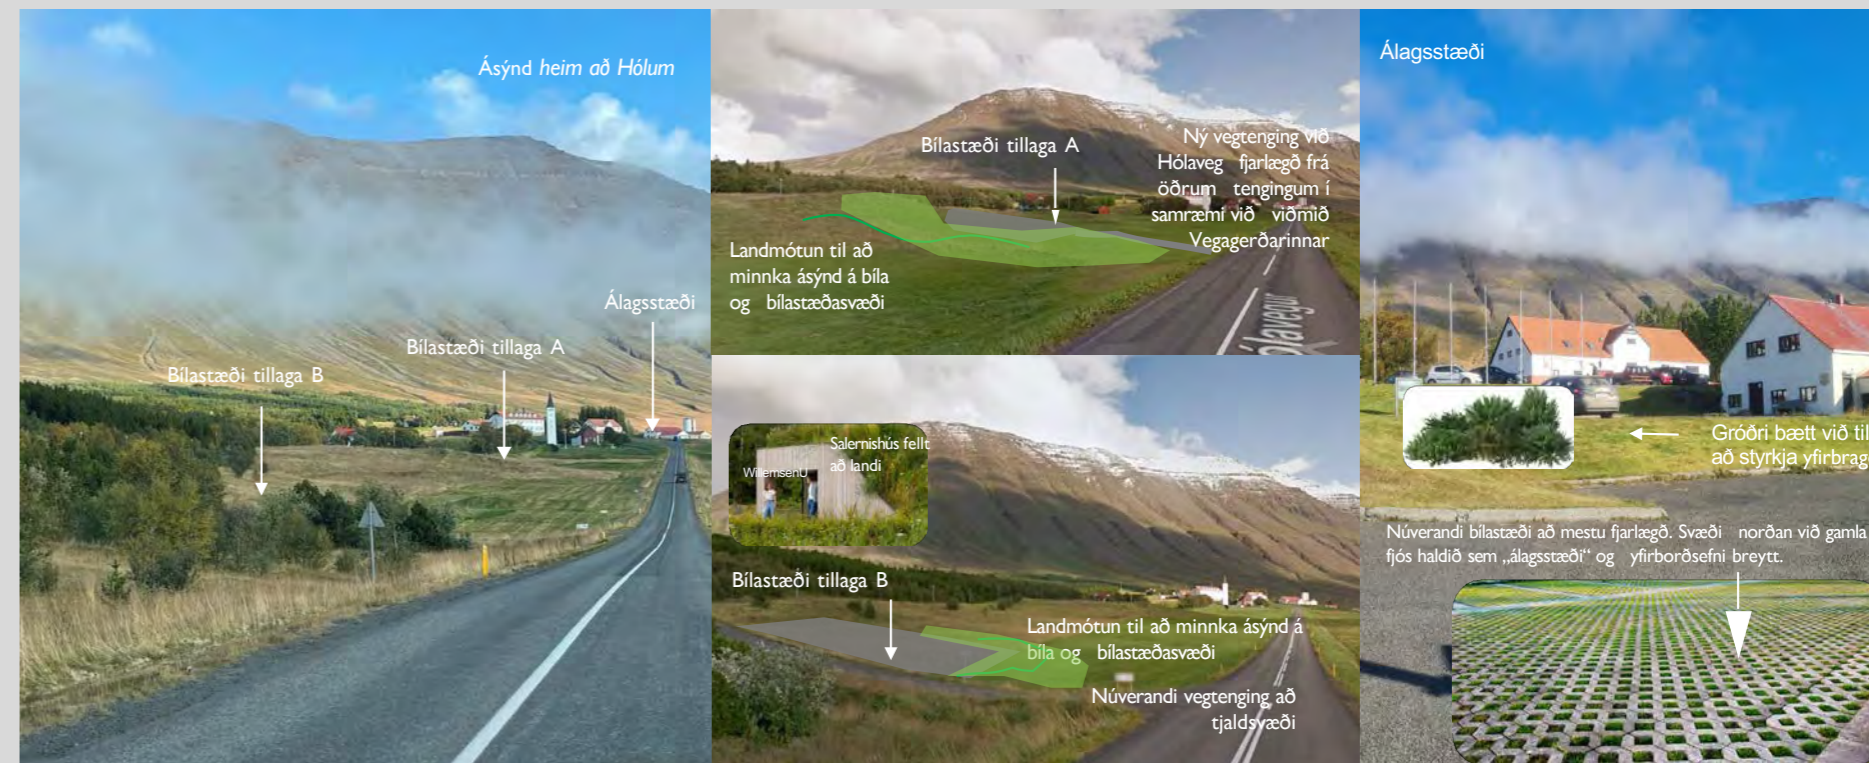 Ásýnd heim að Hólum
Álagsstæði
Bílastæði tillaga A
Bílastæði tillaga B
Bílastæði tillaga A
Ný vegtenging við
Hólaveg fjarlægð frá
öðrum tengingum í
samræmi við viðmið
Vegagerðarinnar
Landmótun til að
minnka ásýnd á bíla
og bílastæðasvæði
ólavegur
Salernishús fellt
að landi
WillemsenU
Bílastæði tillaga B
Landmótun til að minnka ásýnd á
bíla og bílastæðasvæði
Núverandi vegtenging að
tjaldsvæði
Álagsstæði
Gróðri bætt við til
að styrkja yfirbrag
Núverandi bílastæði að mestu fjarlægð. Svæði norðan við gamla
fjós haldið sem „álagsstæði“ og yfirborðsefni breytt.